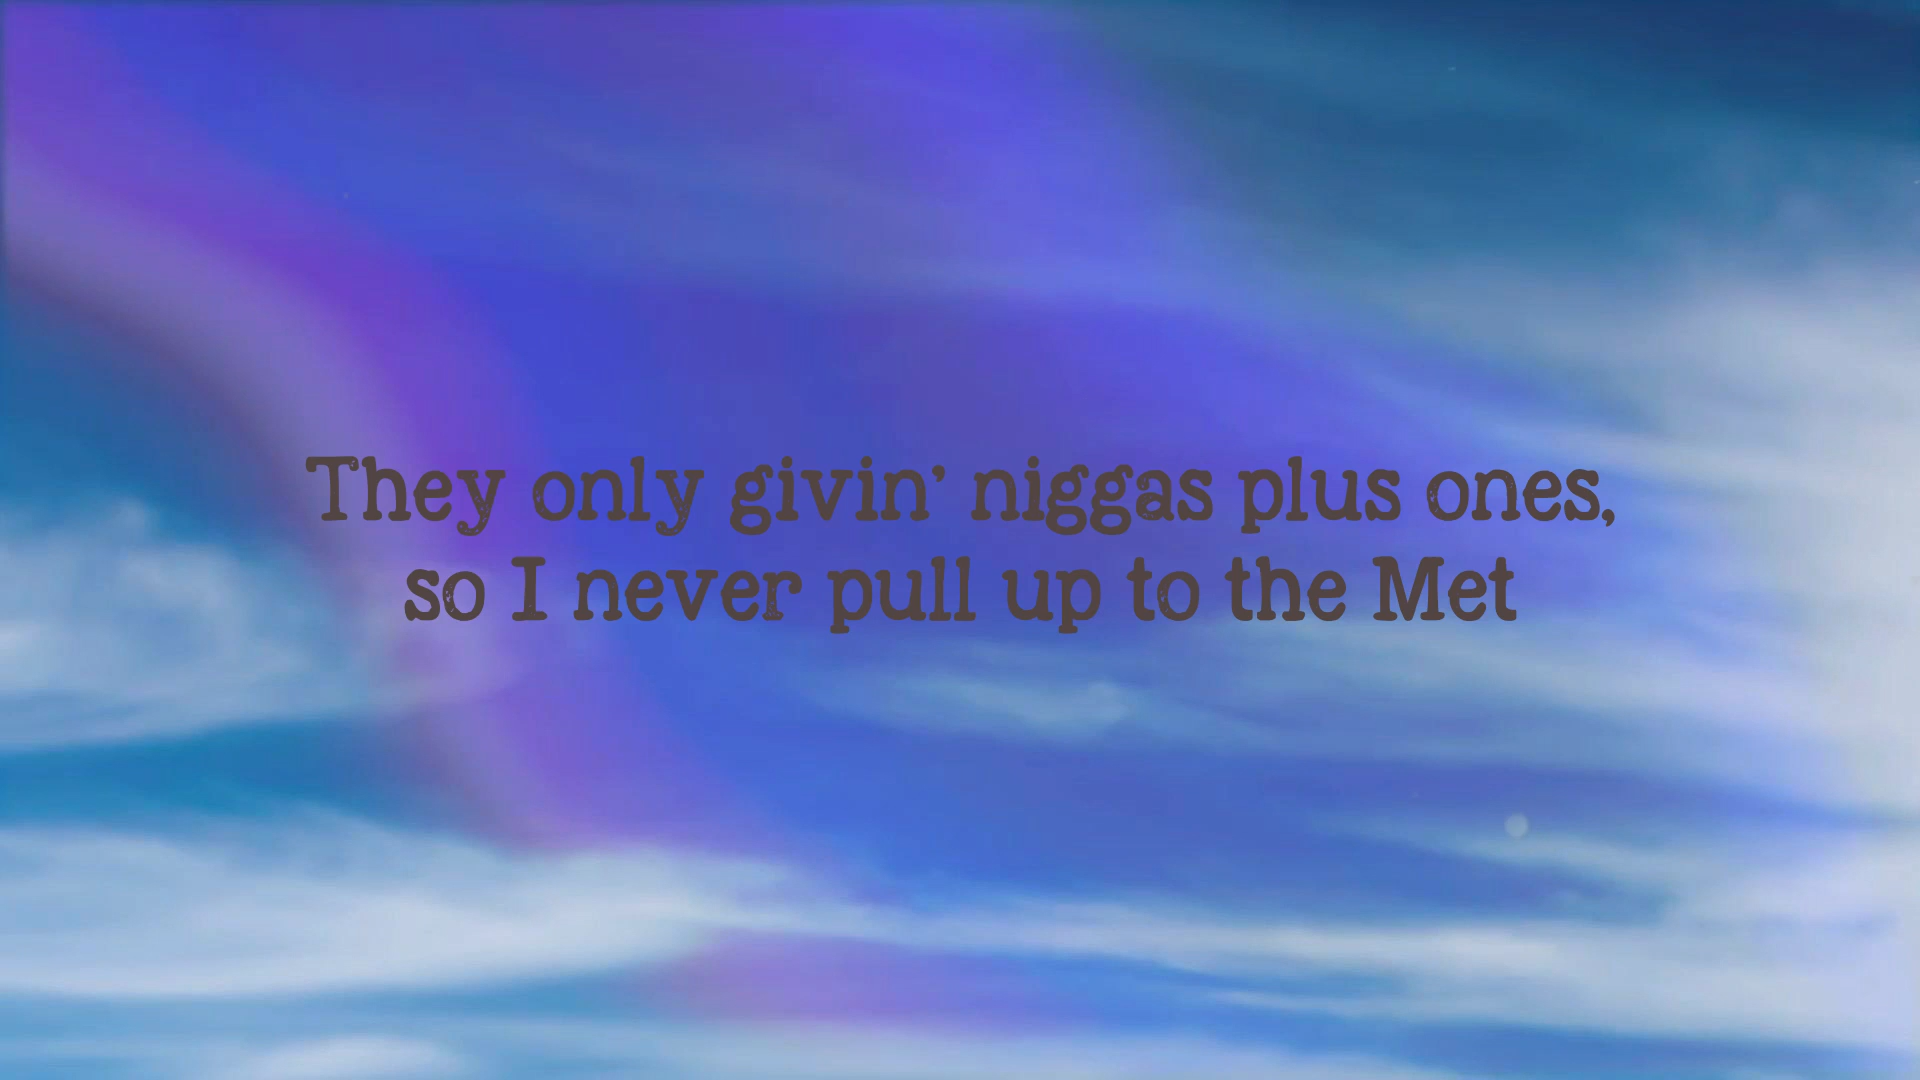 They only givin' niggas plus ones,
so I never pull up to the Met